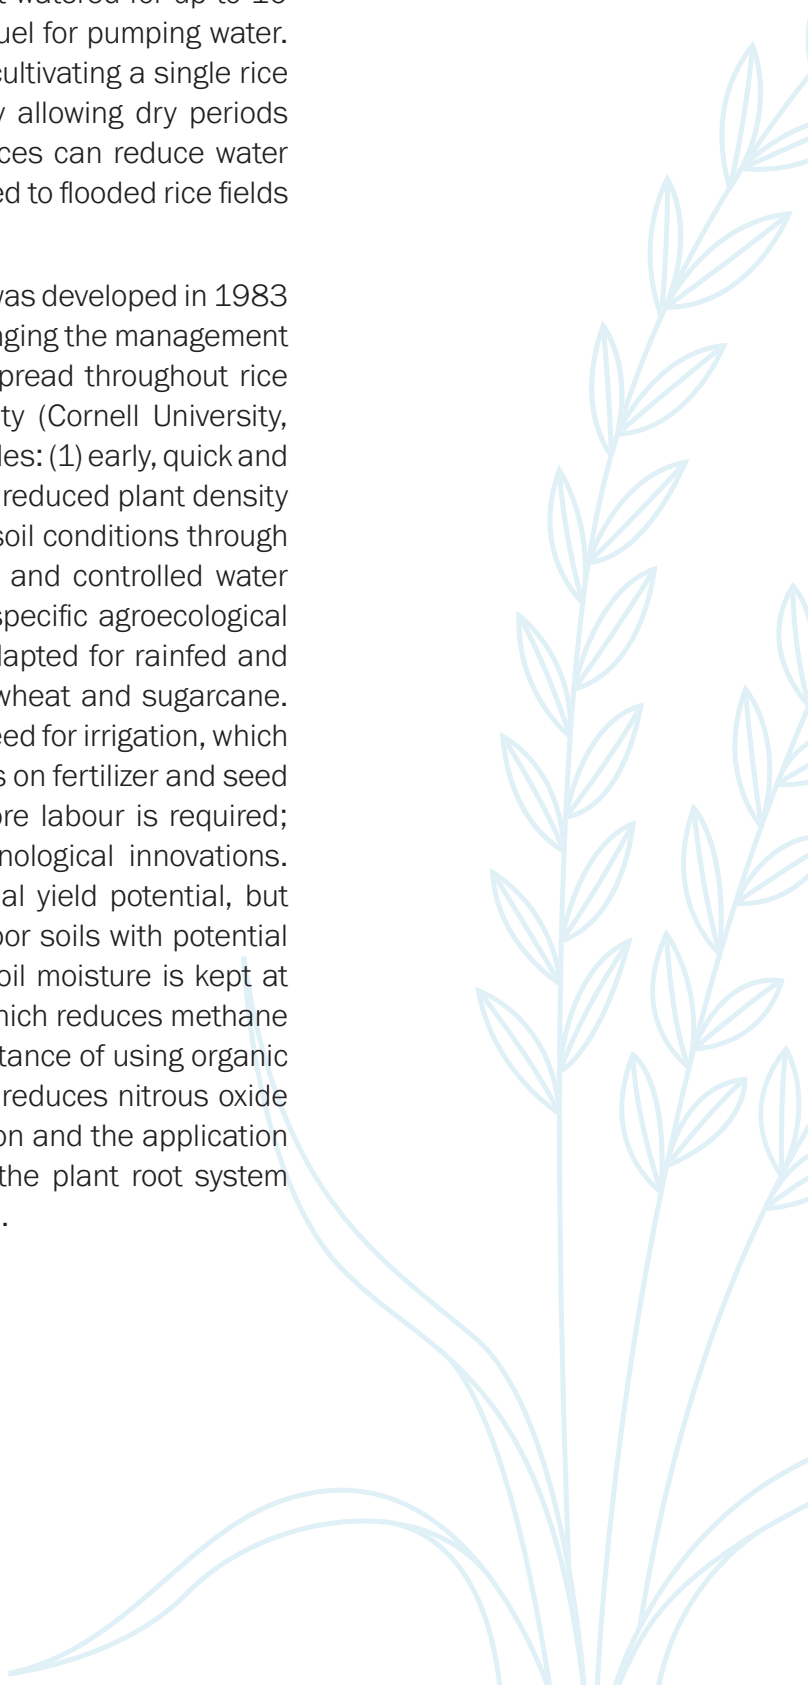 uel for pumping water.
cultivating a single rice
allowing dry periods
ces can reduce water
ed to flooded rice fields
was developed in 1983
nging the management
pread throughout rice
ty (Cornell University,
les: (1) early, quick and
reduced plant density
soil conditions through
and controlled water
specific agroecological
dapted for rainfed and
wheat and sugarcane.
eed for irrigation, which
s on fertilizer and seed
ore labour is required;
nological innovations.
al yield potential, but
oor soils with potential
oil moisture is kept at
hich reduces methane
tance of using organic
reduces nitrous oxide
on and the application
the plant root system
.